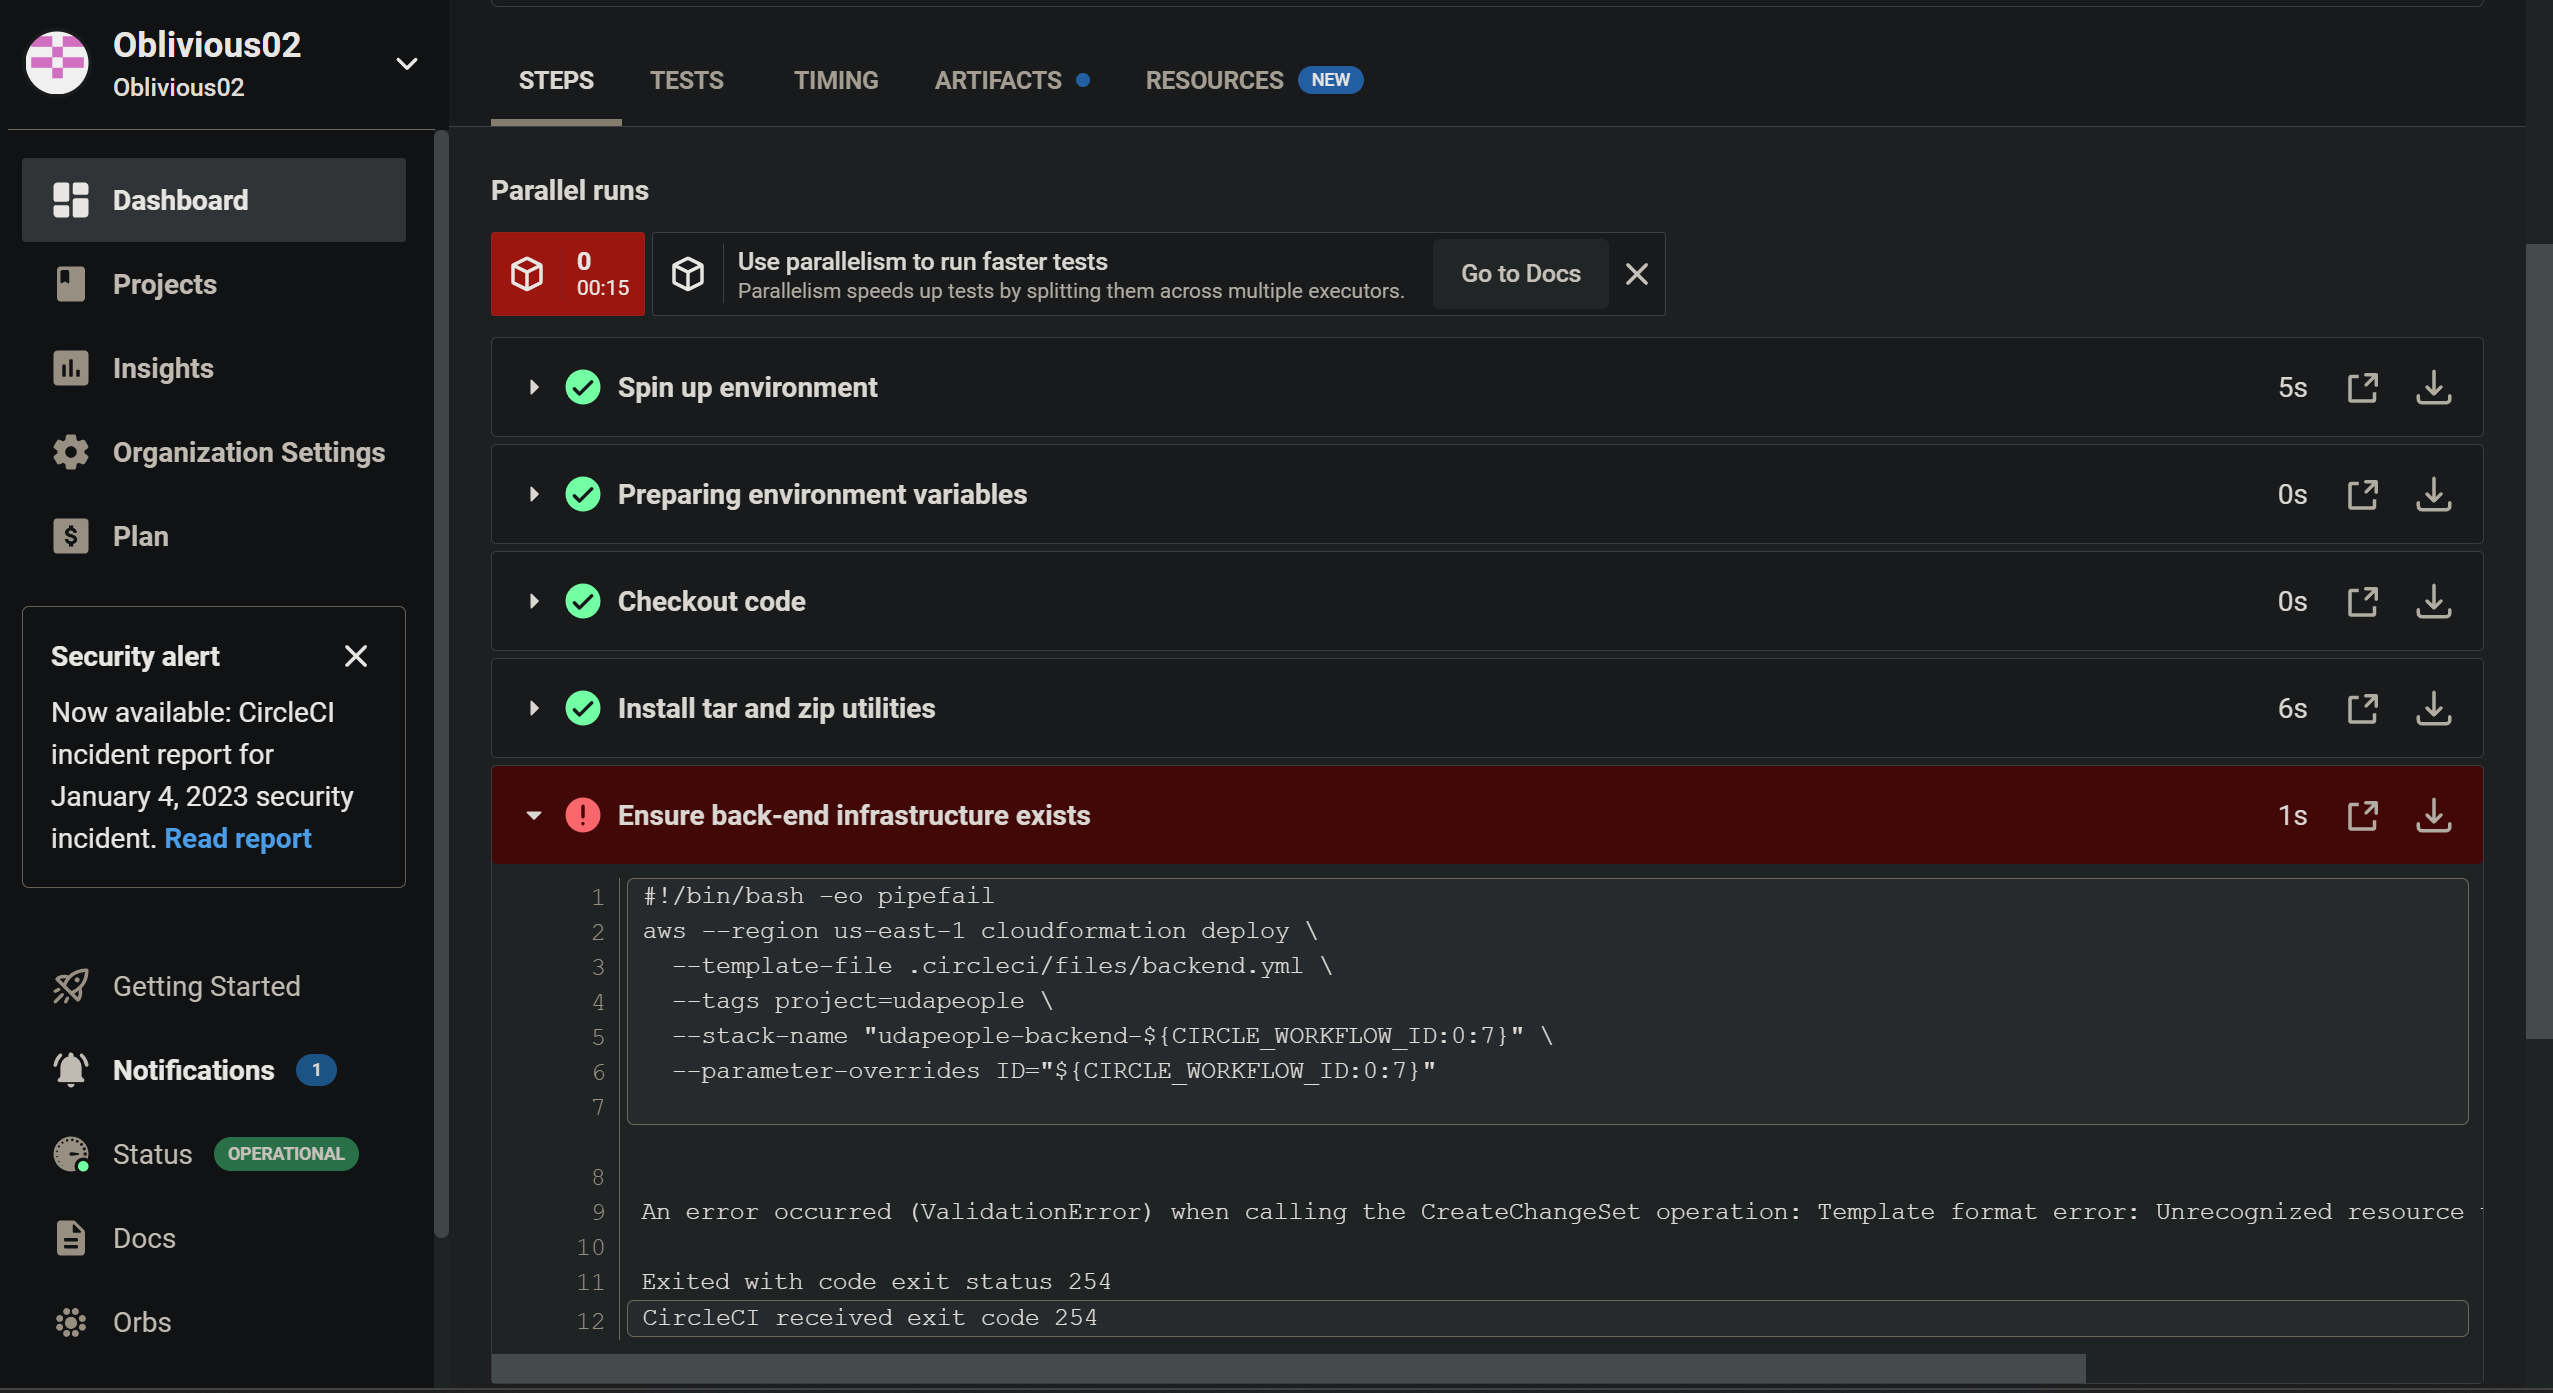 Oblivious02
Oblivious02
Dashboard
Projects
Insights
Organization Settings
Plan
Security alert
Now available: CircleCI
incident report for
January 4, 2023 security
incident. Read report
Getting Started
Notifications 1
Status OPERATIONAL
Docs
Orbs
STEPS TESTS TIMING ARTIFACTS RESOURCES NEW
Parallel runs
0
00:15
Use parallelism to run faster tests
Parallelism speeds up tests by splitting them across multiple executors.
Go to Docs
Spin up environment 5s
Preparing environment variables 0s
Checkout code 0s
Install tar and zip utilities 6s
Ensure back-end infrastructure exists 1s
1 #!/bin/bash -eo pipefail
2 aws --region us-east-1 cloudformation deploy \
3 --template-file .circleci/files/backend.yml \
4 --tags project=udapeople \
5 --stack-name "udapeople-backend-${CIRCLE_WORKFLOW_ID:0:7}" \
6 --parameter-overrides ID="${CIRCLE_WORKFLOW_ID:0:7}"
7
8
9 An error occurred (ValidationError) when calling the CreateChangeSet operation: Template format error: Unrecognized resource
10
11 Exited with code exit status 254
12 CircleCI received exit code 254